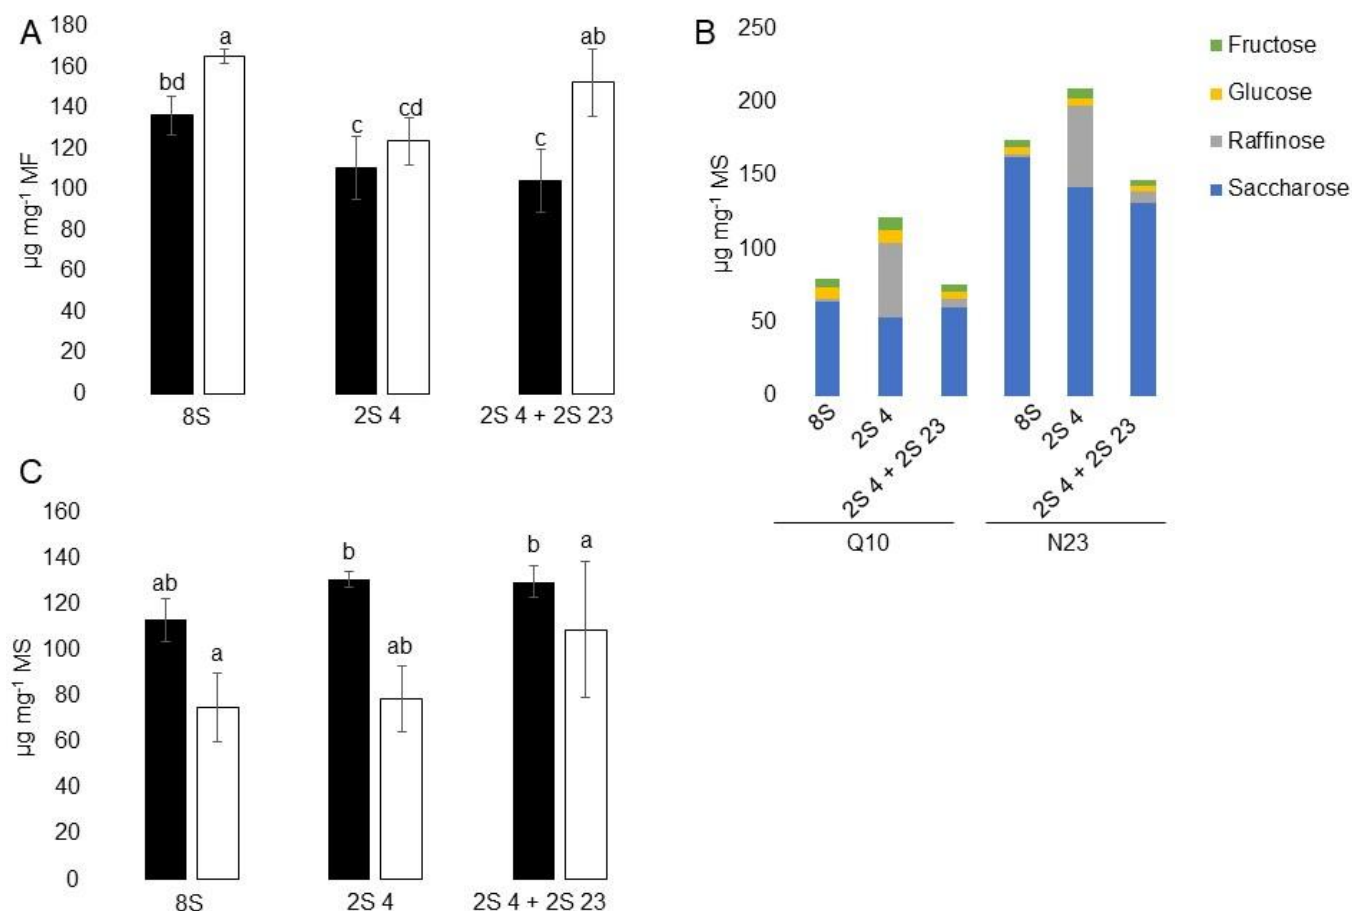 A
180
160
140
120
100
80
60
40
20
0
µg mg⁻¹ MF
bd
a
c
cd
c
ab
8S
2S 4
2S 4 + 2S 23
B
250
200
150
100
50
0
µg mg⁻¹ MS
Fructose
Glucose
Raffinose
Saccharose
8S
2S 4
2S 4 + 2S 23
8S
2S 4
2S 4 + 2S 23
Q10
N23
C
160
140
120
100
80
60
40
20
0
µg mg⁻¹ MS
ab
a
b
ab
b
a
8S
2S 4
2S 4 + 2S 23